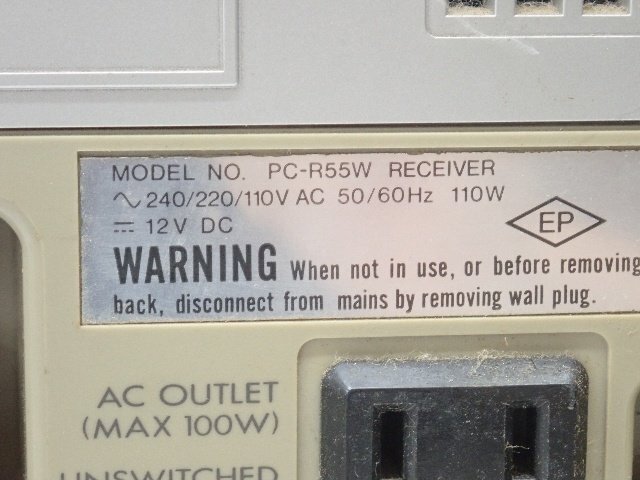 MODEL NO. PC-R55W RECEIVER
∿ 240/220/110V AC 50/60Hz 110W
⎓ 12V DC
EP
WARNING When not in use, or before removing
back, disconnect from mains by removing wall plug.
AC OUTLET
(MAX 100W)
UNSWITCHED